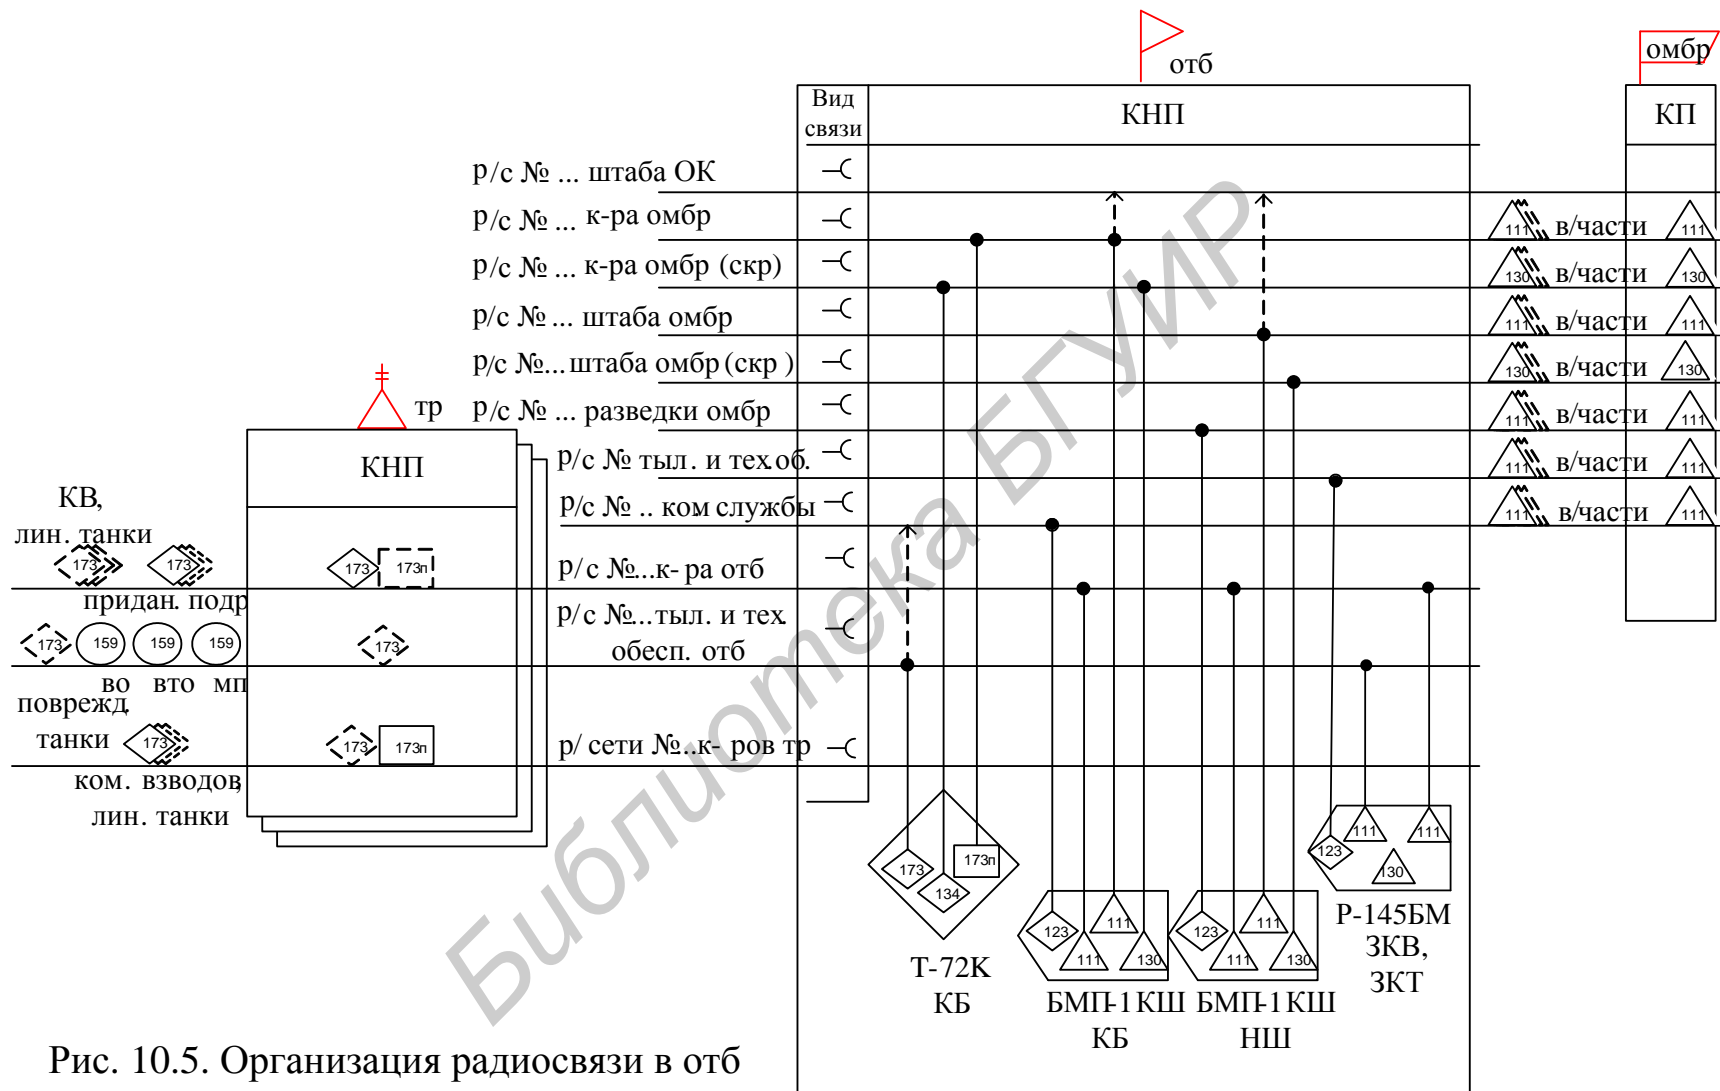 отб
омбр
Вид
связи
КНП
КП
р/с № ... штаба ОК
р/с № ... к-ра омбр
111 в/части 111
р/с № ... к-ра омбр (скр)
130 в/части 130
р/с № ... штаба омбр
111 в/части 111
р/с №... штаба омбр (скр )
130 в/части 130
тр
р/с № ... разведки омбр
111 в/части 111
КНП
р/с № тыл. и тех.об.
111 в/части 111
КВ,
лин. танки
р/с № .. ком службы
111 в/части 111
173 173 173 173п
р/с №...к- ра отб
придан. подр
р/с №...тыл. и тех.
обесп. отб
173 159 159 159 173
во вто мп
поврежд.
танки
173 173 173п
р/ сети №..к- ров тр
ком. взводов,
лин. танки
173 134 173п
123 111 111 130
123 111 111 130
123 111 130 111
Т-72К
КБ
БМП-1 КШ
КБ
БМП-1 КШ
НШ
Р-145БМ
ЗКВ,
ЗКТ
Библиотека БГУИР
Рис. 10.5. Организация радиосвязи в отб